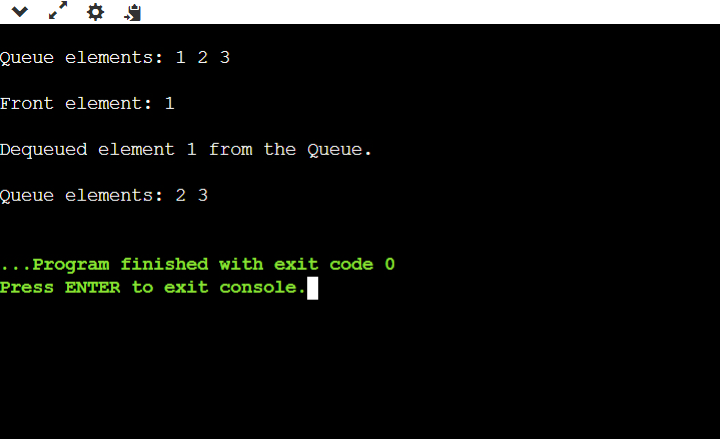 Queue elements: 1 2 3
Front element: 1
Dequeued element 1 from the Queue.
Queue elements: 2 3
...Program finished with exit code 0
Press ENTER to exit console.